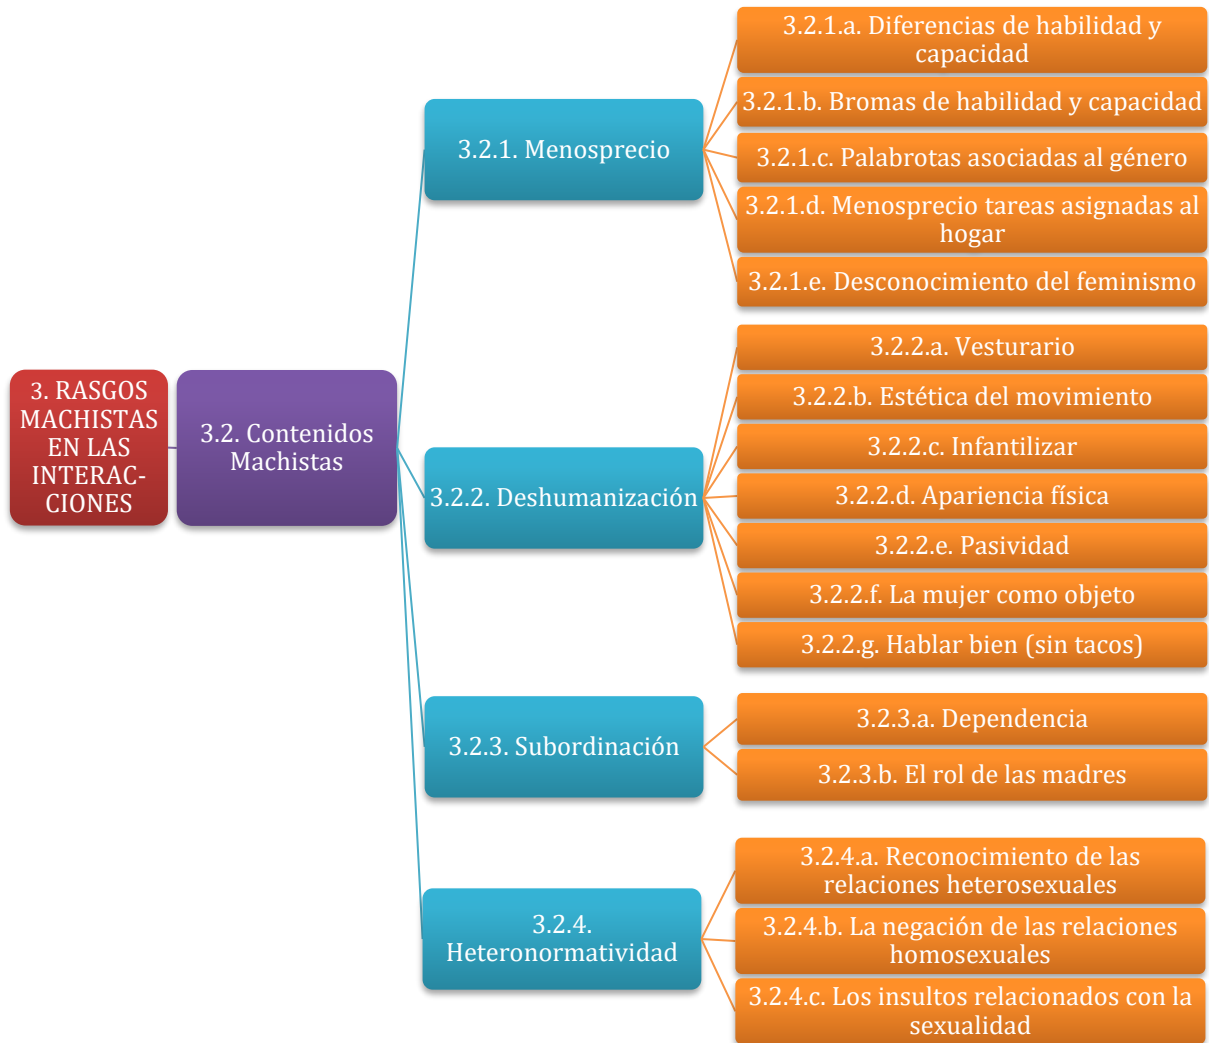 3. RASGOS
MACHISTAS
EN LAS
INTERAC-
CIONES
3.2. Contenidos
Machistas
3.2.1. Menosprecio
3.2.1.a. Diferencias de habilidad y
capacidad
3.2.1.b. Bromas de habilidad y capacidad
3.2.1.c. Palabrotas asociadas al género
3.2.1.d. Menosprecio tareas asignadas al
hogar
3.2.1.e. Desconocimiento del feminismo
3.2.2. Deshumanización
3.2.2.a. Vesturario
3.2.2.b. Estética del movimiento
3.2.2.c. Infantilizar
3.2.2.d. Apariencia física
3.2.2.e. Pasividad
3.2.2.f. La mujer como objeto
3.2.2.g. Hablar bien (sin tacos)
3.2.3. Subordinación
3.2.3.a. Dependencia
3.2.3.b. El rol de las madres
3.2.4.
Heteronormatividad
3.2.4.a. Reconocimiento de las
relaciones heterosexuales
3.2.4.b. La negación de las relaciones
homosexuales
3.2.4.c. Los insultos relacionados con la
sexualidad